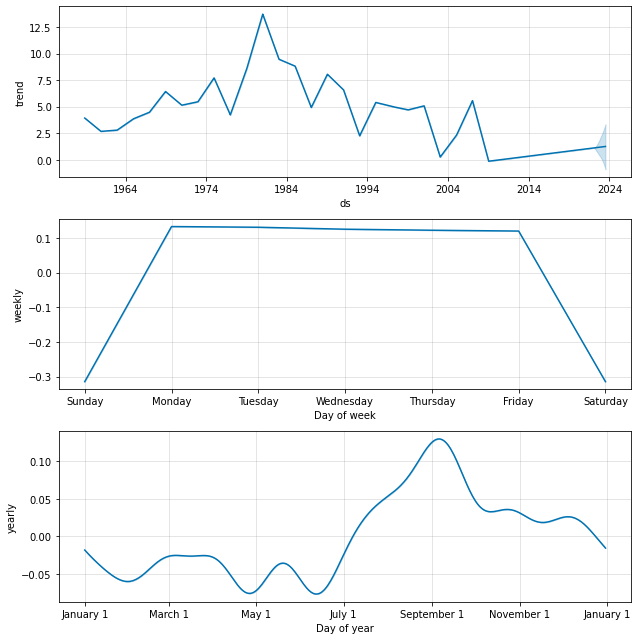 12.5
10.0
7.5
5.0
2.5
0.0
trend
1964 1974 1984 1994 2004 2014 2024
ds
0.1
0.0
−0.1
−0.2
−0.3
weekly
Sunday Monday Tuesday Wednesday Thursday Friday Saturday
Day of week
0.10
0.05
0.00
−0.05
yearly
January 1 March 1 May 1 July 1 September 1 November 1 January 1
Day of year